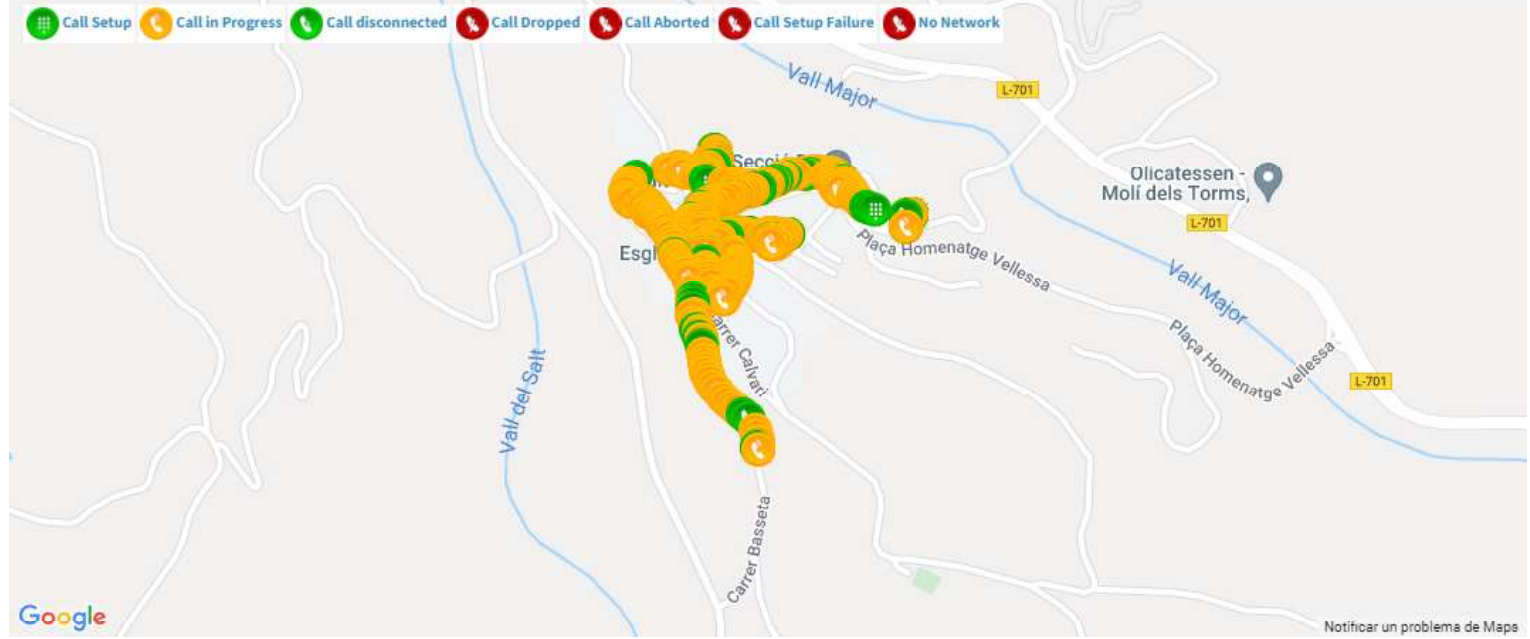 Call Setup
Call in Progress
Call disconnected
Call Dropped
Call Aborted
Call Setup Failure
No Network
Vall Major
L-701
Secció
Olicatessen -
Molí dels Torms,
L-701
Esgl
Plaça Homenatge Vellessa
Vall Major
Plaça Homenatge Vellessa
L-701
Carrer Calvari
Vall del Salt
Carrer Basseta
Google
Notificar un problema de Maps